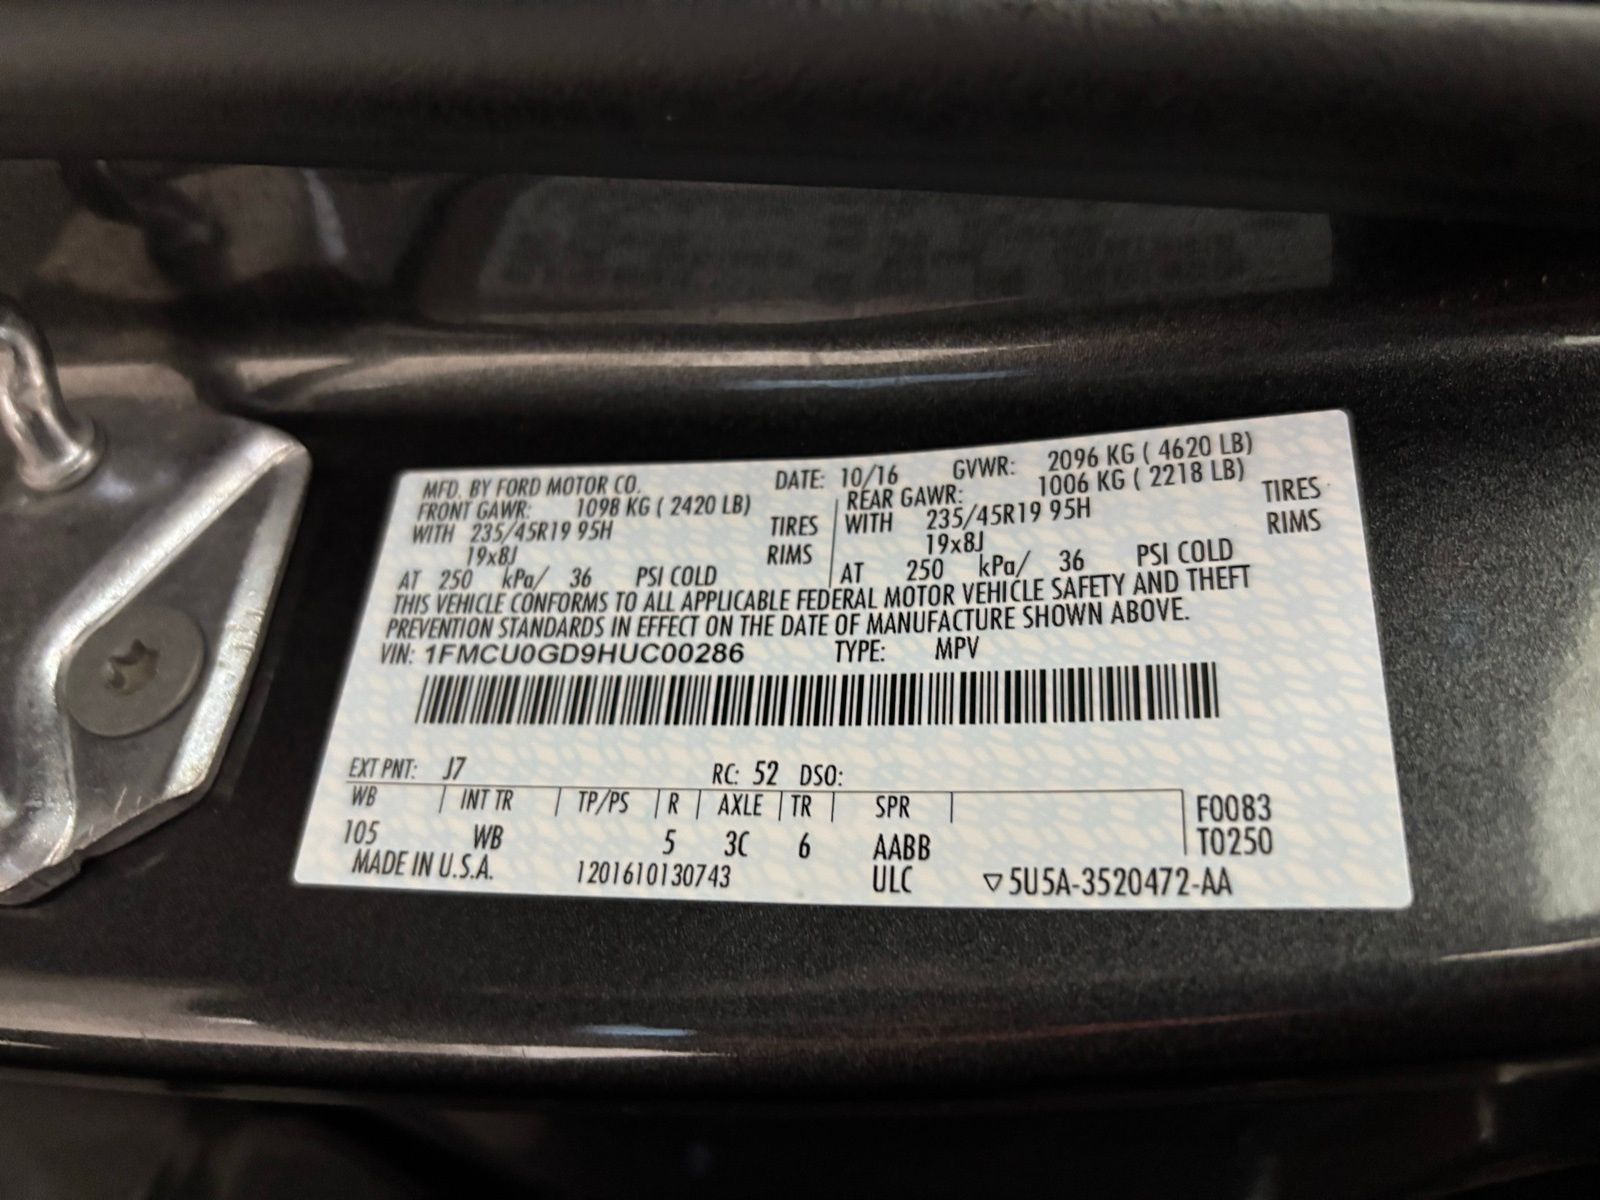 MFD. BY FORD MOTOR CO. DATE: 10/16 GVWR: 2096 KG ( 4620 LB)
FRONT GAWR: 1098 KG ( 2420 LB) REAR GAWR: 1006 KG ( 2218 LB)
WITH 235/45R19 95H TIRES WITH 235/45R19 95H TIRES
19x8J RIMS 19x8J RIMS
AT 250 kPa/ 36 PSI COLD AT 250 kPa/ 36 PSI COLD
THIS VEHICLE CONFORMS TO ALL APPLICABLE FEDERAL MOTOR VEHICLE SAFETY AND THEFT
PREVENTION STANDARDS IN EFFECT ON THE DATE OF MANUFACTURE SHOWN ABOVE.
VIN: 1FMCU0GD9HUC00286 TYPE: MPV
EXT PNT: J7 RC: 52 DSO:
WB INT TR TP/PS R AXLE TR SPR F0083
105 WB 5 3C 6 AABB T0250
MADE IN U.S.A. 1201610130743 ULC ▽5U5A-3520472-AA